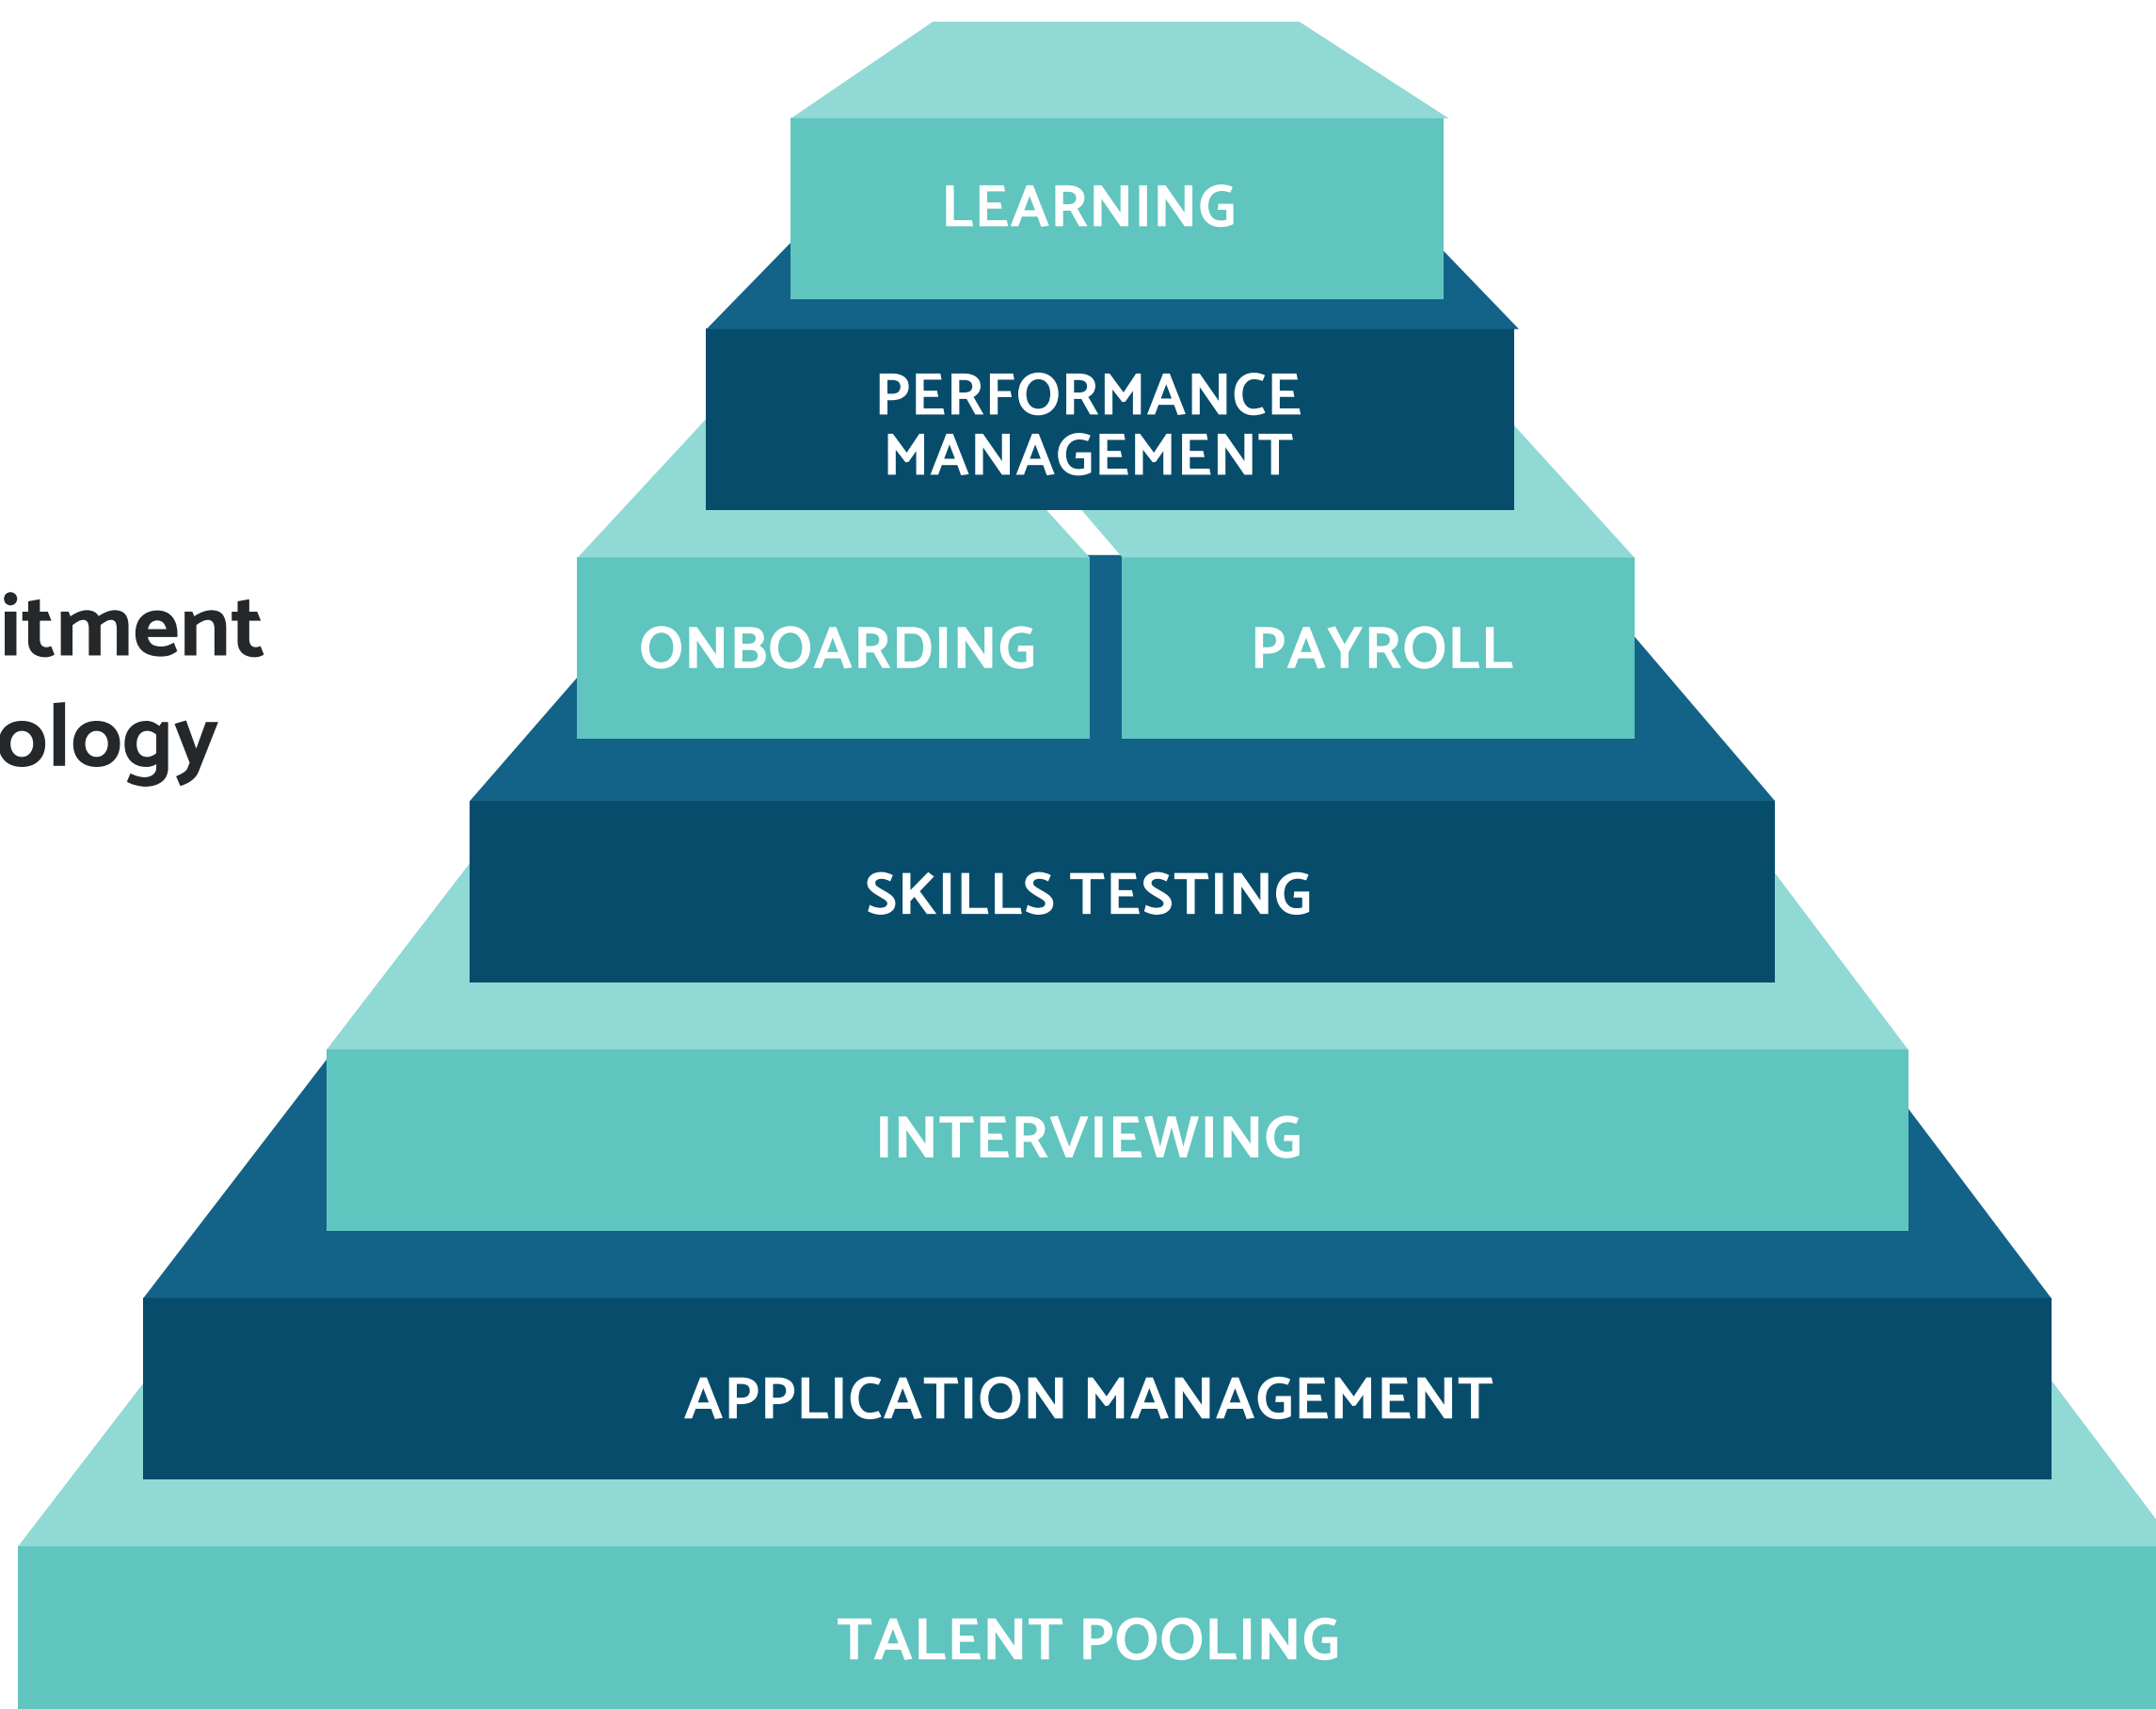 LEARNING
PERFORMANCE
MANAGEMENT
itment
ology
ONBOARDING
PAYROLL
SKILLS TESTING
INTERVIEWING
APPLICATION MANAGEMENT
TALENT POOLING